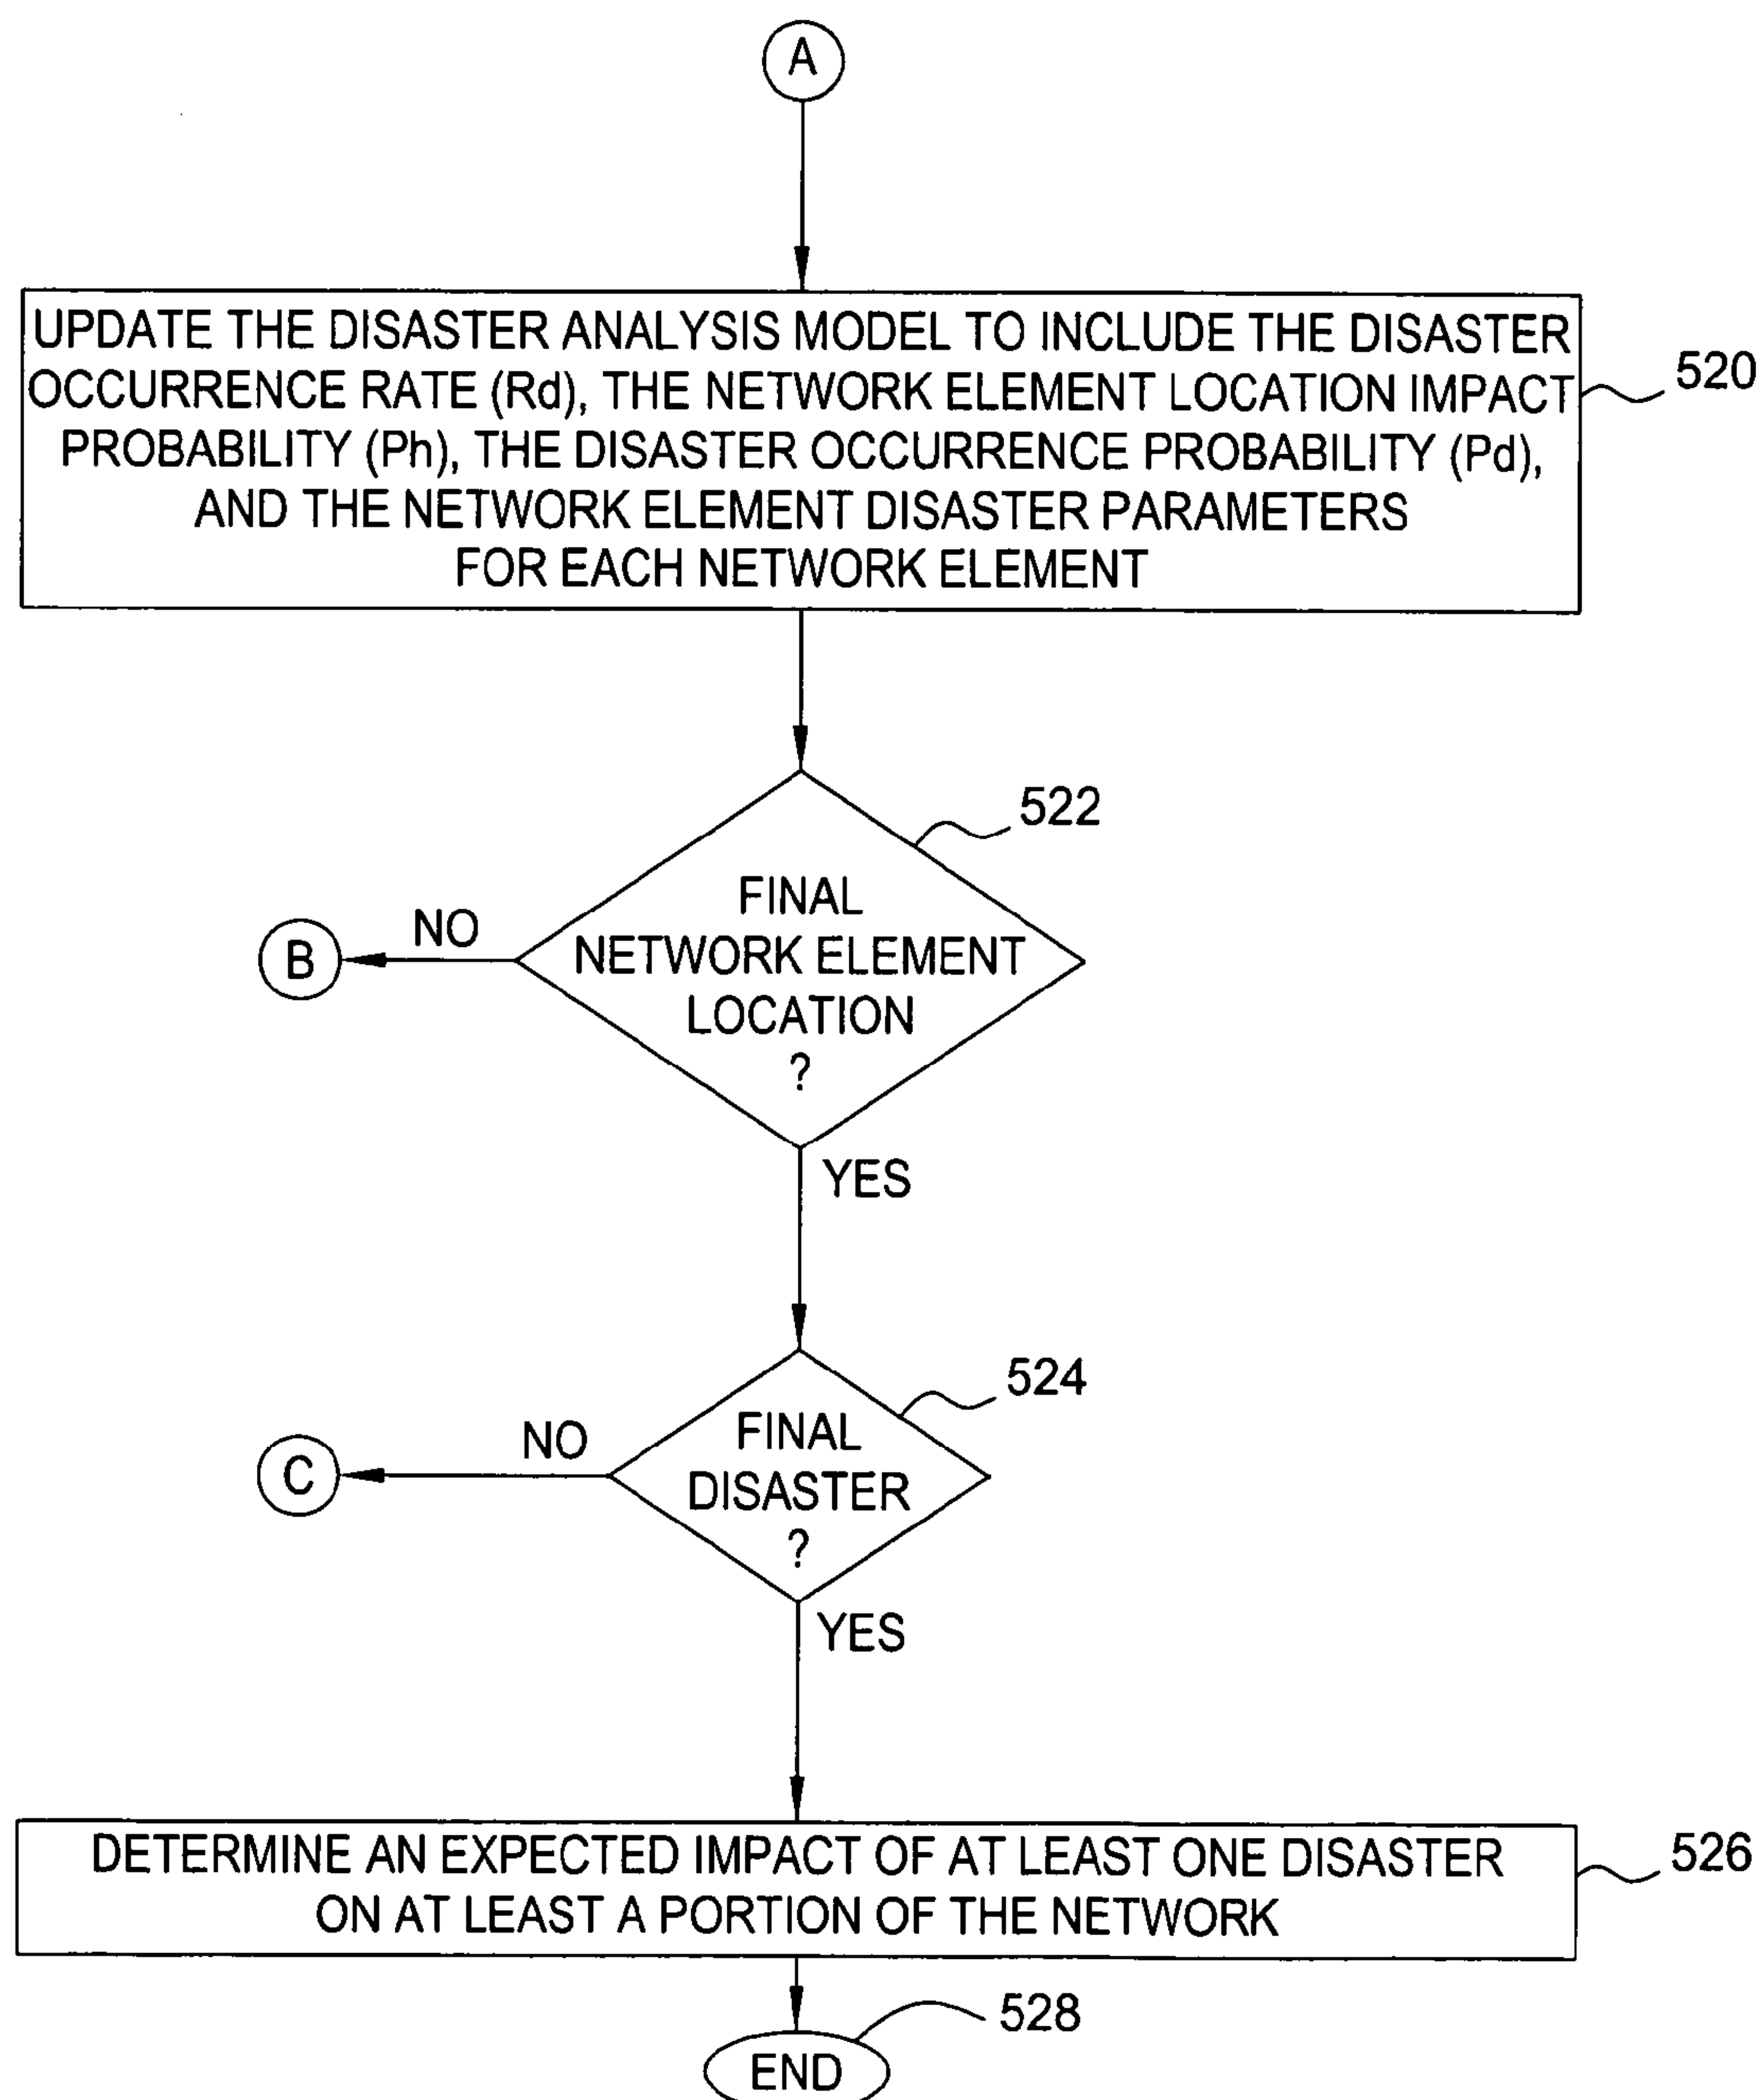 A
UPDATE THE DISASTER ANALYSIS MODEL TO INCLUDE THE DISASTER
OCCURRENCE RATE (Rd), THE NETWORK ELEMENT LOCATION IMPACT
PROBABILITY (Ph), THE DISASTER OCCURRENCE PROBABILITY (Pd),
AND THE NETWORK ELEMENT DISASTER PARAMETERS
FOR EACH NETWORK ELEMENT
520
522
FINAL
NETWORK ELEMENT
LOCATION
?
NO
B
YES
524
FINAL
DISASTER
?
NO
C
YES
DETERMINE AN EXPECTED IMPACT OF AT LEAST ONE DISASTER
ON AT LEAST A PORTION OF THE NETWORK
526
528
END